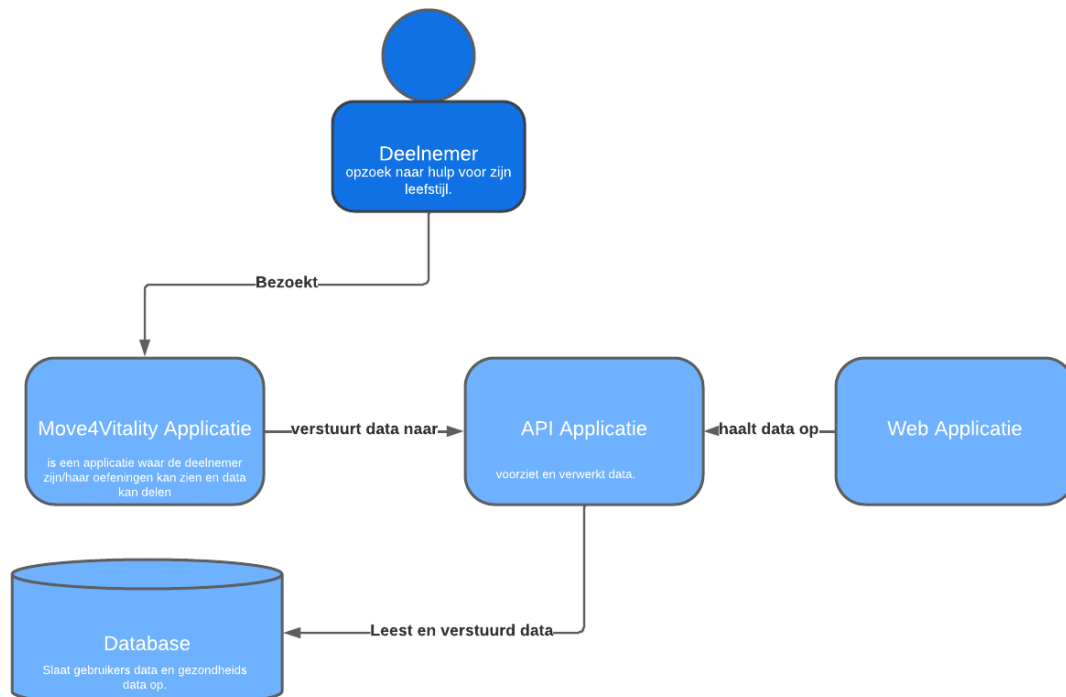 Deelnemer
opzoek naar hulp voor zijn
leefstijl.
Bezoekt
Move4Vitality Applicatie
is een applicatie waar de deelnemer
zijn/haar oefeningen kan zien en data
kan delen
verstuurt data naar
API Applicatie
voorziet en verwerkt data.
haalt data op
Web Applicatie
Leest en verstuurd data
Database
Slaat gebruikers data en gezondheids
data op.